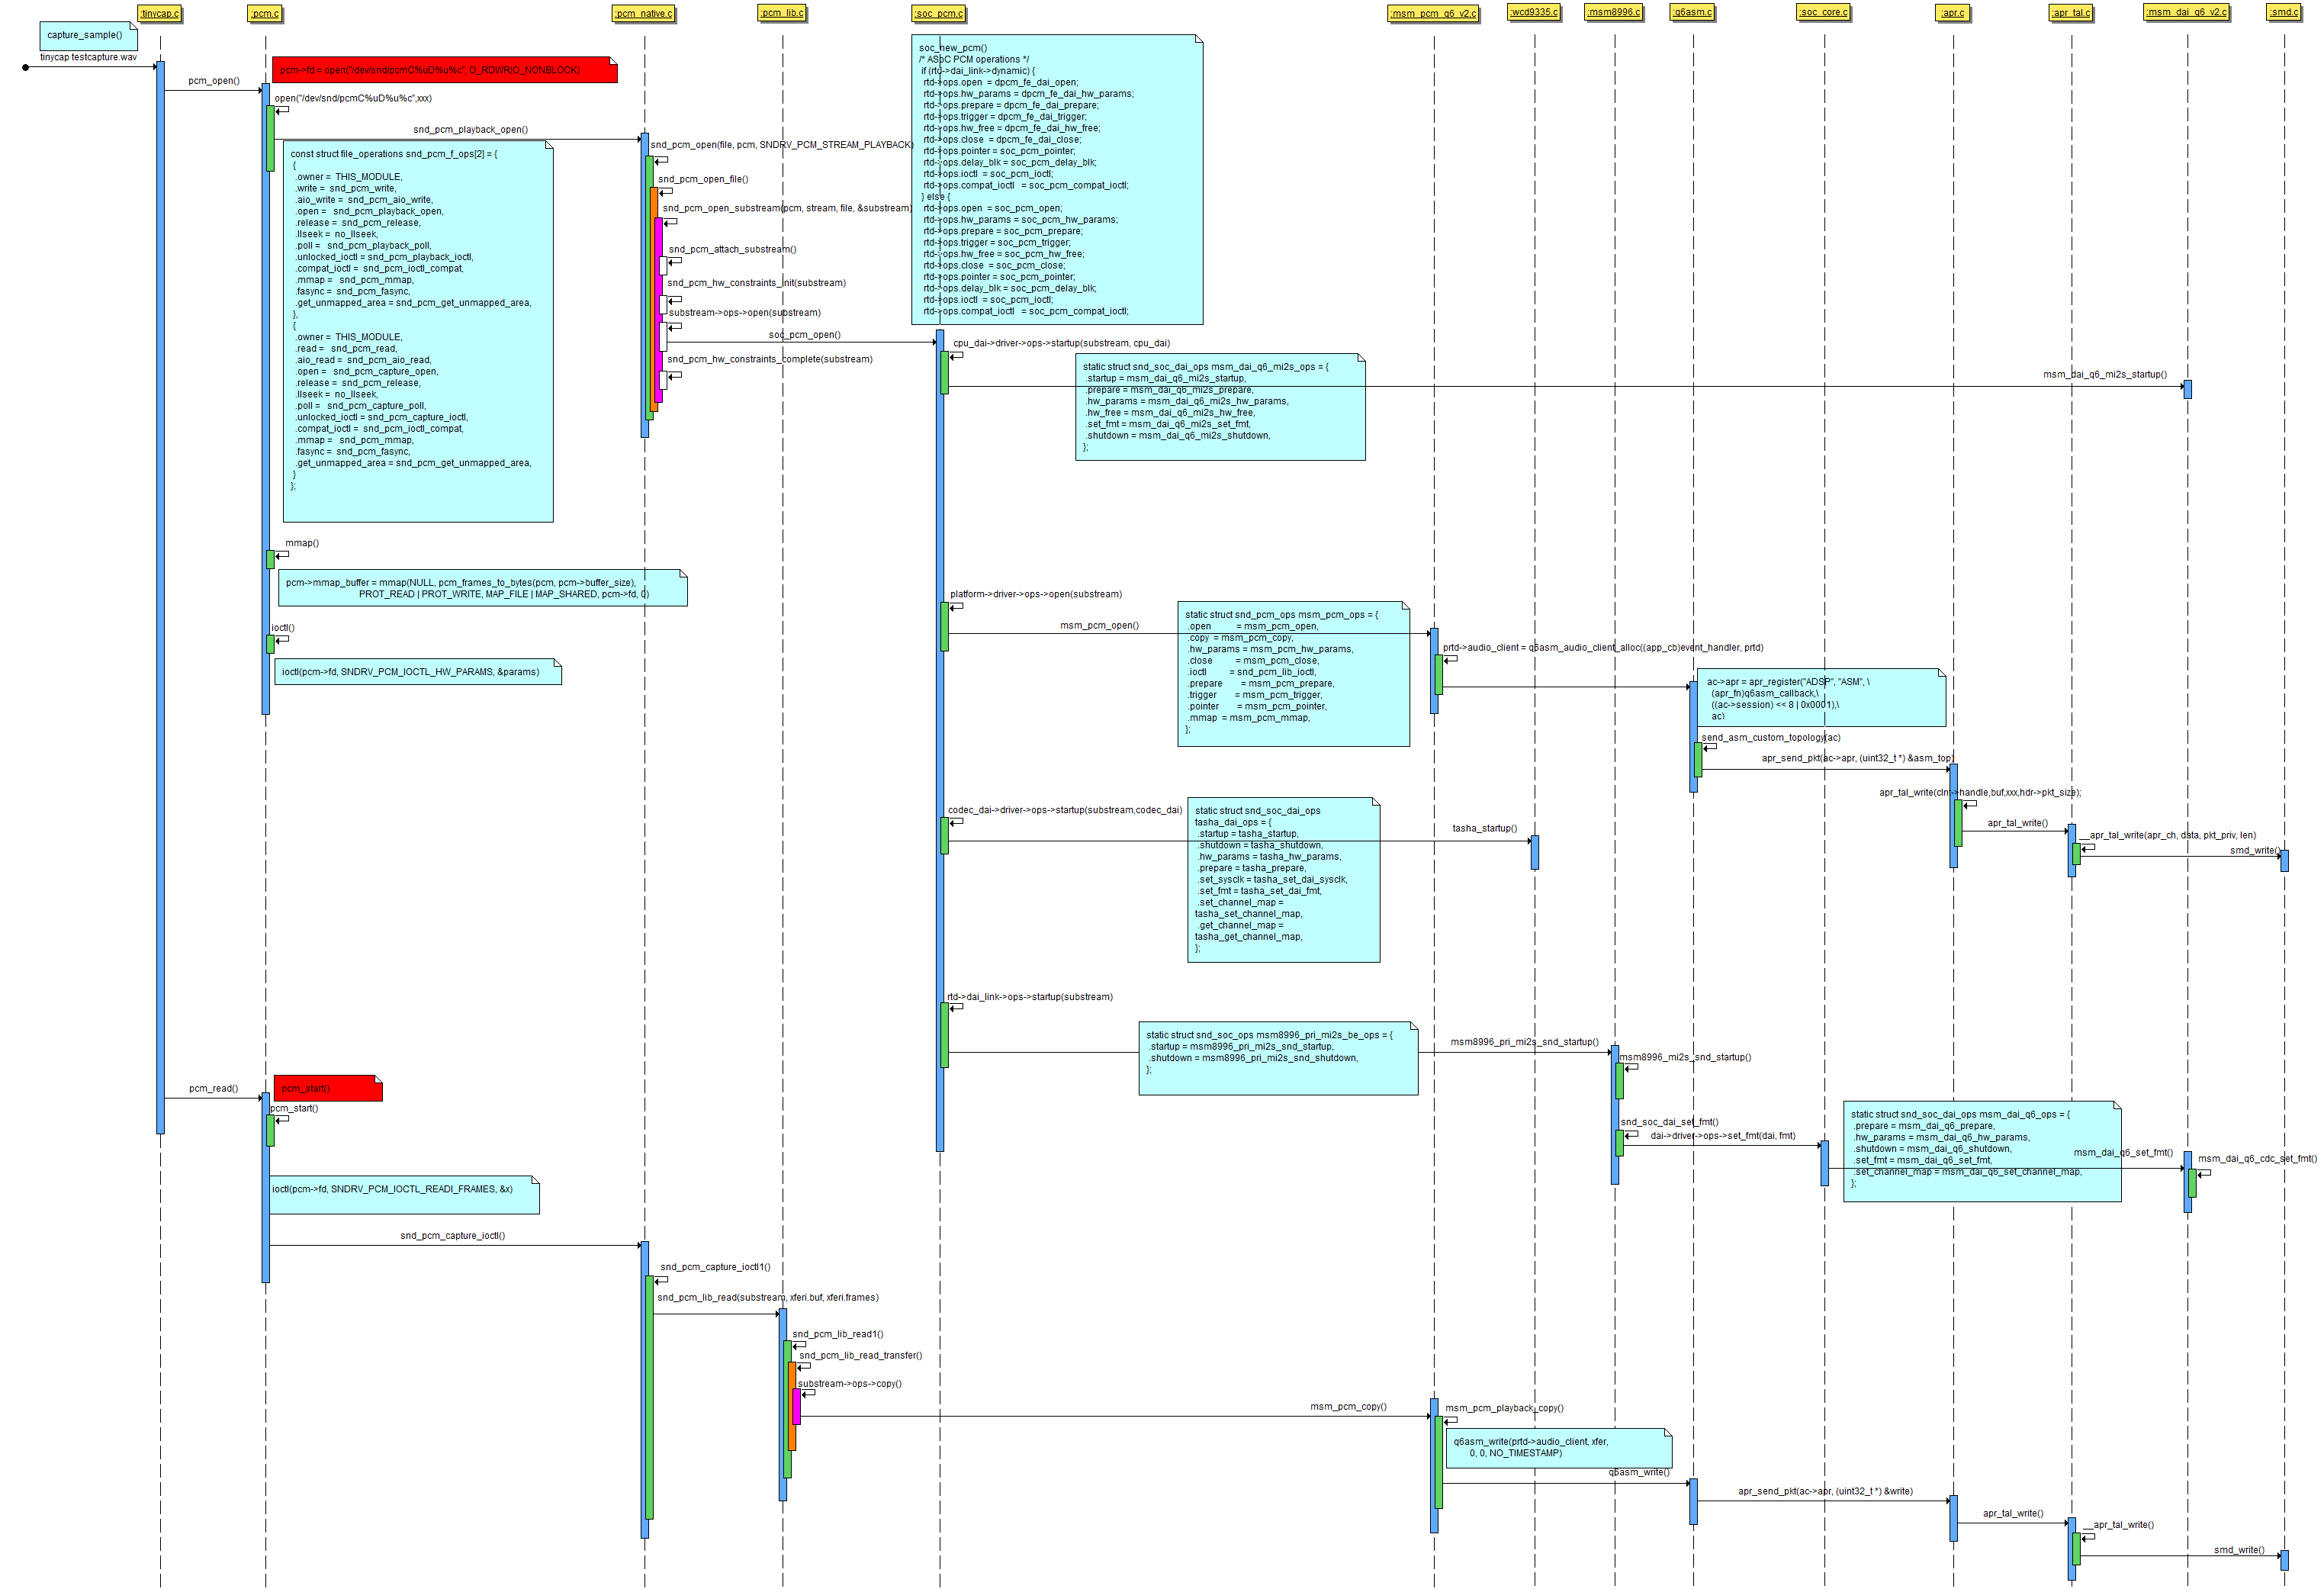 :tinycap.c
:pcm.c
:pcm_native.c
:pcm_lib.c
:soc_pcm.c
:msm_pcm_q6_v2.c
:wcd9335.c
:msm8996.c
:q6asm.c
:soc_core.c
:apr.c
:apr_tal.c
:msm_dai_q6_v2.c
:smd.c
capture_sample()
tinycap testcapture.wav
pcm_open()
pcm->fd = open("/dev/snd/pcmC%uD%u%c", O_RDWRIO_NONBLOCK)
open("/dev/snd/pcmC%uD%u%c",xxx)
snd_pcm_playback_open()
const struct file_operations snd_pcm_f_ops[2] = {
{
.owner = THIS_MODULE,
.write = snd_pcm_write,
.aio_write = snd_pcm_aio_write,
.open = snd_pcm_playback_open,
.release = snd_pcm_release,
.llseek = no_llseek,
.poll = snd_pcm_playback_poll,
.unlocked_ioctl = snd_pcm_playback_ioctl,
.compat_ioctl = snd_pcm_ioctl_compat,
.mmap = snd_pcm_mmap,
.fasync = snd_pcm_fasync,
.get_unmapped_area = snd_pcm_get_unmapped_area,
},
{
.owner = THIS_MODULE,
.read = snd_pcm_read,
.aio_read = snd_pcm_aio_read,
.open = snd_pcm_capture_open,
.release = snd_pcm_release,
.llseek = no_llseek,
.poll = snd_pcm_capture_poll,
.unlocked_ioctl = snd_pcm_capture_ioctl,
.compat_ioctl = snd_pcm_ioctl_compat,
.mmap = snd_pcm_mmap,
.fasync = snd_pcm_fasync,
.get_unmapped_area = snd_pcm_get_unmapped_area,
}
};
snd_pcm_open(file, pcm, SNDRV_PCM_STREAM_PLAYBACK)
snd_pcm_open_file()
snd_pcm_open_substream(pcm, stream, file, &substream)
snd_pcm_attach_substream()
snd_pcm_hw_constraints_init(substream)
substream->ops->open(substream)
soc_pcm_open()
snd_pcm_hw_constraints_complete(substream)
soc_new_pcm()
/* ASoC PCM operations */
if (rtd->dai_link->dynamic) {
rtd->ops.open = dpcm_fe_dai_open;
rtd->ops.hw_params = dpcm_fe_dai_hw_params;
rtd->ops.prepare = dpcm_fe_dai_prepare;
rtd->ops.trigger = dpcm_fe_dai_trigger;
rtd->ops.hw_free = dpcm_fe_dai_hw_free;
rtd->ops.close = dpcm_fe_dai_close;
rtd->ops.pointer = soc_pcm_pointer;
rtd->ops.delay_blk = soc_pcm_delay_blk;
rtd->ops.ioctl = soc_pcm_ioctl;
rtd->ops.compat_ioctl = soc_pcm_compat_ioctl;
} else {
rtd->ops.open = soc_pcm_open;
rtd->ops.hw_params = soc_pcm_hw_params;
rtd->ops.prepare = soc_pcm_prepare;
rtd->ops.trigger = soc_pcm_trigger;
rtd->ops.hw_free = soc_pcm_hw_free;
rtd->ops.close = soc_pcm_close;
rtd->ops.pointer = soc_pcm_pointer;
rtd->ops.delay_blk = soc_pcm_delay_blk;
rtd->ops.ioctl = soc_pcm_ioctl;
rtd->ops.compat_ioctl = soc_pcm_compat_ioctl;
cpu_dai->driver->ops->startup(substream, cpu_dai)
static struct snd_soc_dai_ops msm_dai_q6_mi2s_ops = {
.startup = msm_dai_q6_mi2s_startup,
.prepare = msm_dai_q6_mi2s_prepare,
.hw_params = msm_dai_q6_mi2s_hw_params,
.hw_free = msm_dai_q6_mi2s_hw_free,
.set_fmt = msm_dai_q6_mi2s_set_fmt,
.shutdown = msm_dai_q6_mi2s_shutdown,
};
msm_dai_q6_mi2s_startup()
mmap()
pcm->mmap_buffer = mmap(NULL, pcm_frames_to_bytes(pcm, pcm->buffer_size),
PROT_READ | PROT_WRITE, MAP_FILE | MAP_SHARED, pcm->fd, 0)
ioctl()
ioctl(pcm->fd, SNDRV_PCM_IOCTL_HW_PARAMS, &params)
platform->driver->ops->open(substream)
msm_pcm_open()
static struct snd_pcm_ops msm_pcm_ops = {
.open = msm_pcm_open,
.copy = msm_pcm_copy,
.hw_params = msm_pcm_hw_params,
.close = msm_pcm_close,
.ioctl = snd_pcm_lib_ioctl,
.prepare = msm_pcm_prepare,
.trigger = msm_pcm_trigger,
.pointer = msm_pcm_pointer,
.mmap = msm_pcm_mmap,
};
prtd->audio_client = q6asm_audio_client_alloc((app_cb)event_handler, prtd)
ac->apr = apr_register("ADSP", "ASM", \
(apr_fn)q6asm_callback,\
((ac->session) << 8 | 0x0001),\
ac)
send_asm_custom_topology(ac)
apr_send_pkt(ac->apr, (uint32_t *) &asm_top)
apr_tal_write(clnt->handle,buf,xxx,hdr->pkt_size);
apr_tal_write()
__apr_tal_write(apr_ch, data, pkt_priv, len)
smd_write()
codec_dai->driver->ops->startup(substream,codec_dai)
static struct snd_soc_dai_ops
tasha_dai_ops = {
.startup = tasha_startup,
.shutdown = tasha_shutdown,
.hw_params = tasha_hw_params,
.prepare = tasha_prepare,
.set_sysclk = tasha_set_dai_sysclk,
.set_fmt = tasha_set_dai_fmt,
.set_channel_map =
tasha_set_channel_map,
.get_channel_map =
tasha_get_channel_map,
};
tasha_startup()
rtd->dai_link->ops->startup(substream)
static struct snd_soc_ops msm8996_pri_mi2s_be_ops = {
.startup = msm8996_pri_mi2s_snd_startup,
.shutdown = msm8996_pri_mi2s_snd_shutdown,
};
msm8996_pri_mi2s_snd_startup()
msm8996_mi2s_snd_startup()
snd_soc_dai_set_fmt()
dai->driver->ops->set_fmt(dai, fmt)
static struct snd_soc_dai_ops msm_dai_q6_ops = {
.prepare = msm_dai_q6_prepare,
.hw_params = msm_dai_q6_hw_params,
.shutdown = msm_dai_q6_shutdown,
.set_fmt = msm_dai_q6_set_fmt,
.set_channel_map = msm_dai_q6_set_channel_map,
};
msm_dai_q6_set_fmt()
msm_dai_q6_cdc_set_fmt()
pcm_read()
pcm_start()
pcm_start()
ioctl(pcm->fd, SNDRV_PCM_IOCTL_READI_FRAMES, &x)
snd_pcm_capture_ioctl()
snd_pcm_capture_ioctl1()
snd_pcm_lib_read(substream, xferi.buf, xferi.frames)
snd_pcm_lib_read1()
snd_pcm_lib_read_transfer()
substream->ops->copy()
msm_pcm_copy()
msm_pcm_playback_copy()
q6asm_write(prtd->audio_client, xfer,
0, 0, NO_TIMESTAMP)
q6asm_write()
apr_send_pkt(ac->apr, (uint32_t *) &write)
apr_tal_write()
__apr_tal_write()
smd_write()